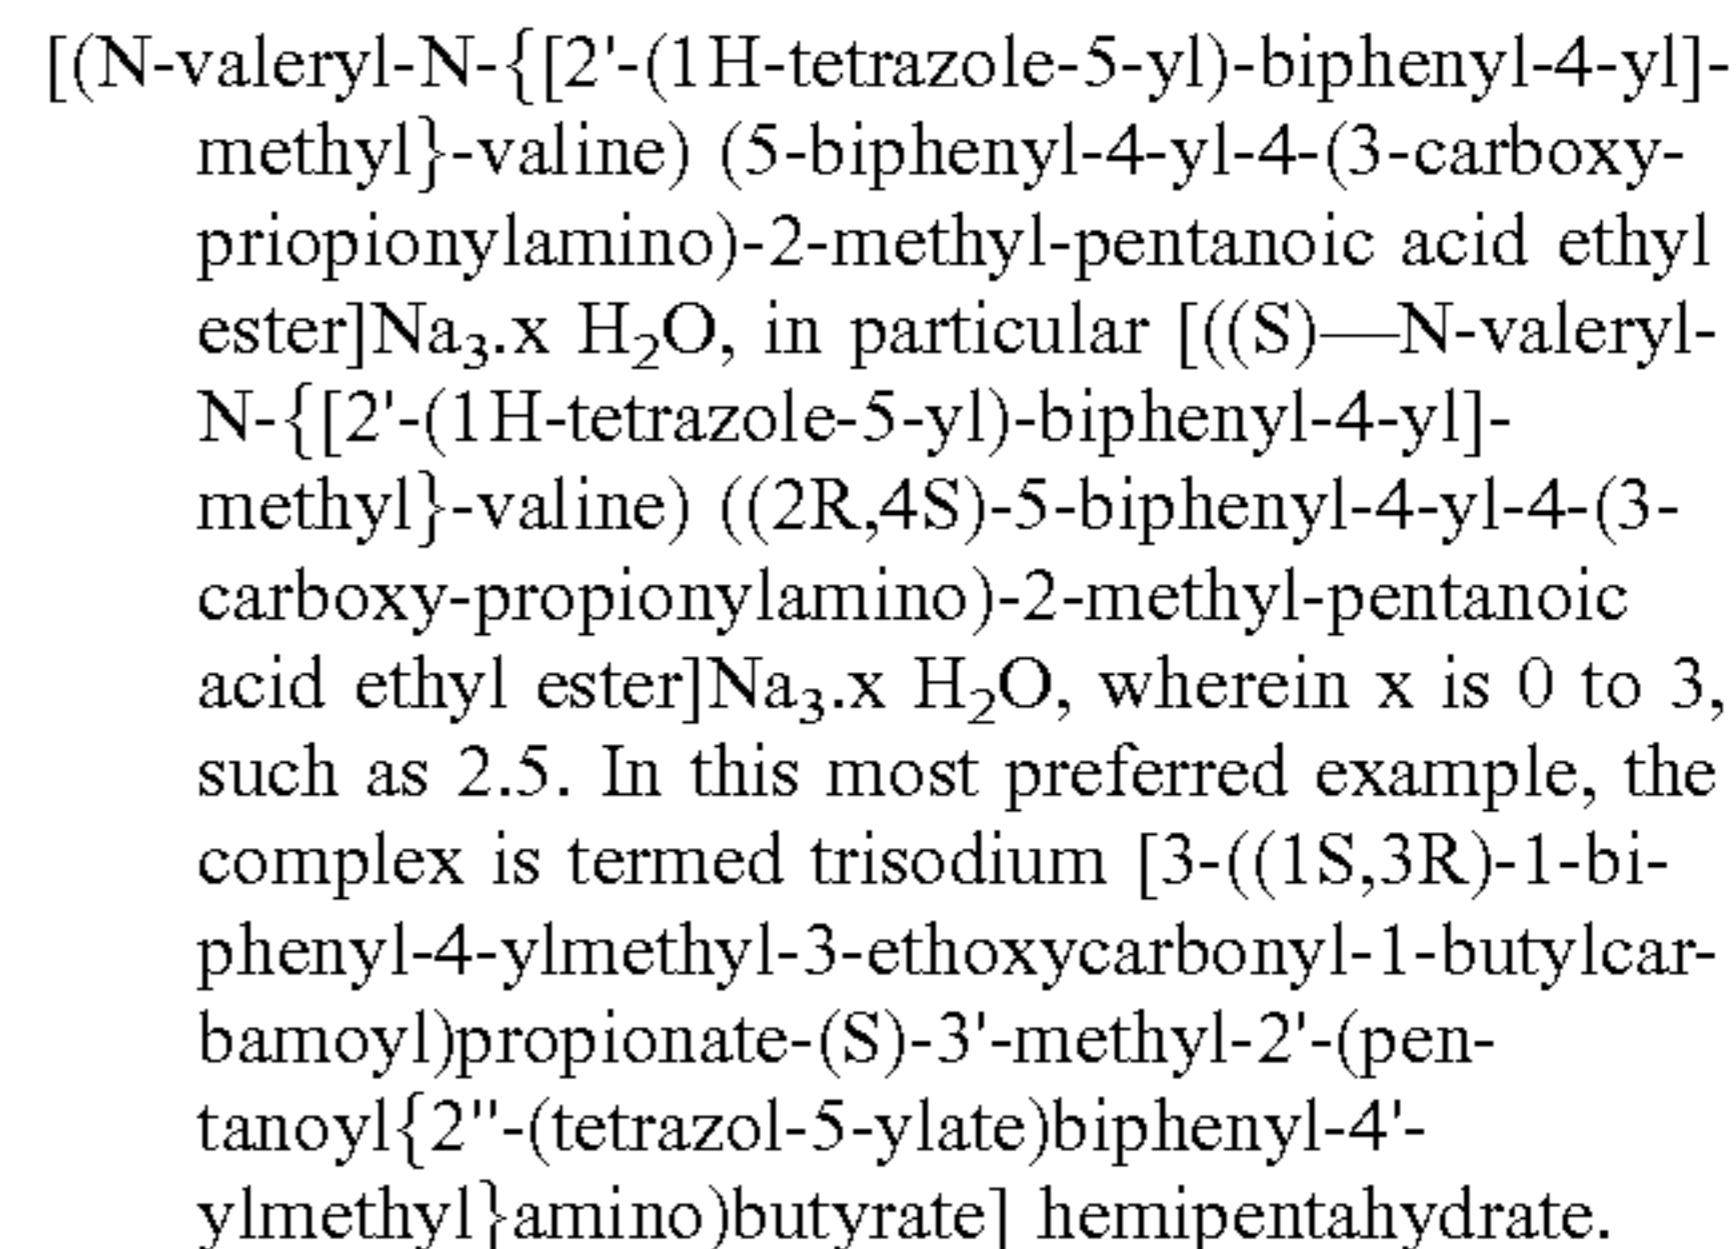 [(N-valeryl-N-{[2'-(1H-tetrazole-5-yl)-biphenyl-4-yl]-
methyl}-valine) (5-biphenyl-4-yl-4-(3-carboxy-
priopionylamino)-2-methyl-pentanoic acid ethyl
ester]Na₃.x H₂O, in particular [((S)—N-valeryl-
N-{[2'-(1H-tetrazole-5-yl)-biphenyl-4-yl]-
methyl}-valine) ((2R,4S)-5-biphenyl-4-yl-4-(3-
carboxy-propionylamino)-2-methyl-pentanoic
acid ethyl ester]Na₃.x H₂O, wherein x is 0 to 3,
such as 2.5. In this most preferred example, the
complex is termed trisodium [3-((1S,3R)-1-bi-
phenyl-4-ylmethyl-3-ethoxycarbonyl-1-butylcar-
bamoyl)propionate-(S)-3'-methyl-2'-(pen-
tanoyl{2"-(tetrazol-5-ylate)biphenyl-4'-
ylmethyl}amino)butyrate] hemipentahydrate.